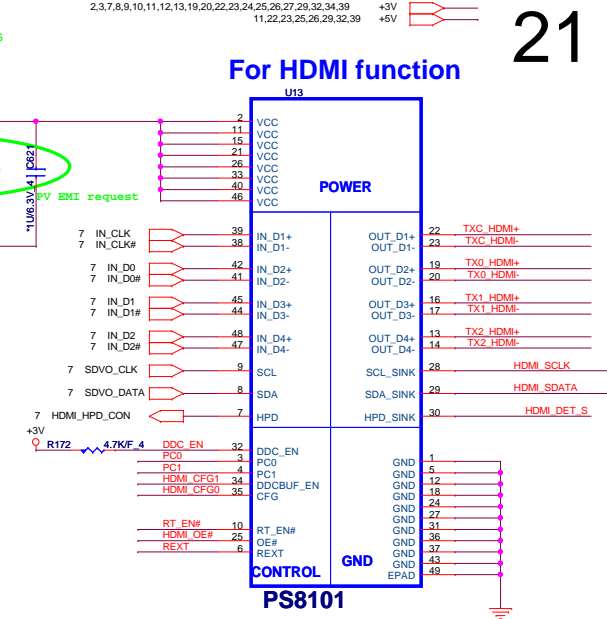 2,3,7,8,9,10,11,12,13,19,20,22,23,24,25,26,27,29,32,34,39 +3V
11,22,23,25,26,29,32,39 +5V
21
For HDMI function
U13
2 VCC
11 VCC
15 VCC
21 VCC
26 VCC
33 VCC
40 VCC
46 VCC
POWER
*1U/6.3V_4 C621
PV EMI request
7 IN_CLK 39 IN_D1+ OUT_D1+ 22 TXC_HDMI+
7 IN_CLK# 38 IN_D1- OUT_D1- 23 TXC_HDMI-
7 IN_D0 42 IN_D2+ OUT_D2+ 19 TX0_HDMI+
7 IN_D0# 41 IN_D2- OUT_D2- 20 TX0_HDMI-
7 IN_D1 45 IN_D3+ OUT_D3+ 16 TX1_HDMI+
7 IN_D1# 44 IN_D3- OUT_D3- 17 TX1_HDMI-
7 IN_D2 48 IN_D4+ OUT_D4+ 13 TX2_HDMI+
7 IN_D2# 47 IN_D4- OUT_D4- 14 TX2_HDMI-
7 SDVO_CLK 9 SCL SCL_SINK 28 HDMI_SCLK
7 SDVO_DATA 8 SDA SDA_SINK 29 HDMI_SDATA
7 HDMI_HPD_CON 7 HPD HPD_SINK 30 HDMI_DET_S
+3V
R172 4.7K/F_4 DDC_EN 32 DDC_EN
PC0 3 PC0
PC1 4 PC1
HDMI_CFG1 34 DDCBUF_EN
HDMI_CFG0 35 CFG
RT_EN# 10 RT_EN#
HDMI_OE# 25 OE#
REXT 6 REXT
GND 1
GND 5
GND 12
GND 18
GND 24
GND 27
GND 31
GND 36
GND 37
GND 43
EPAD 49
CONTROL GND
PS8101